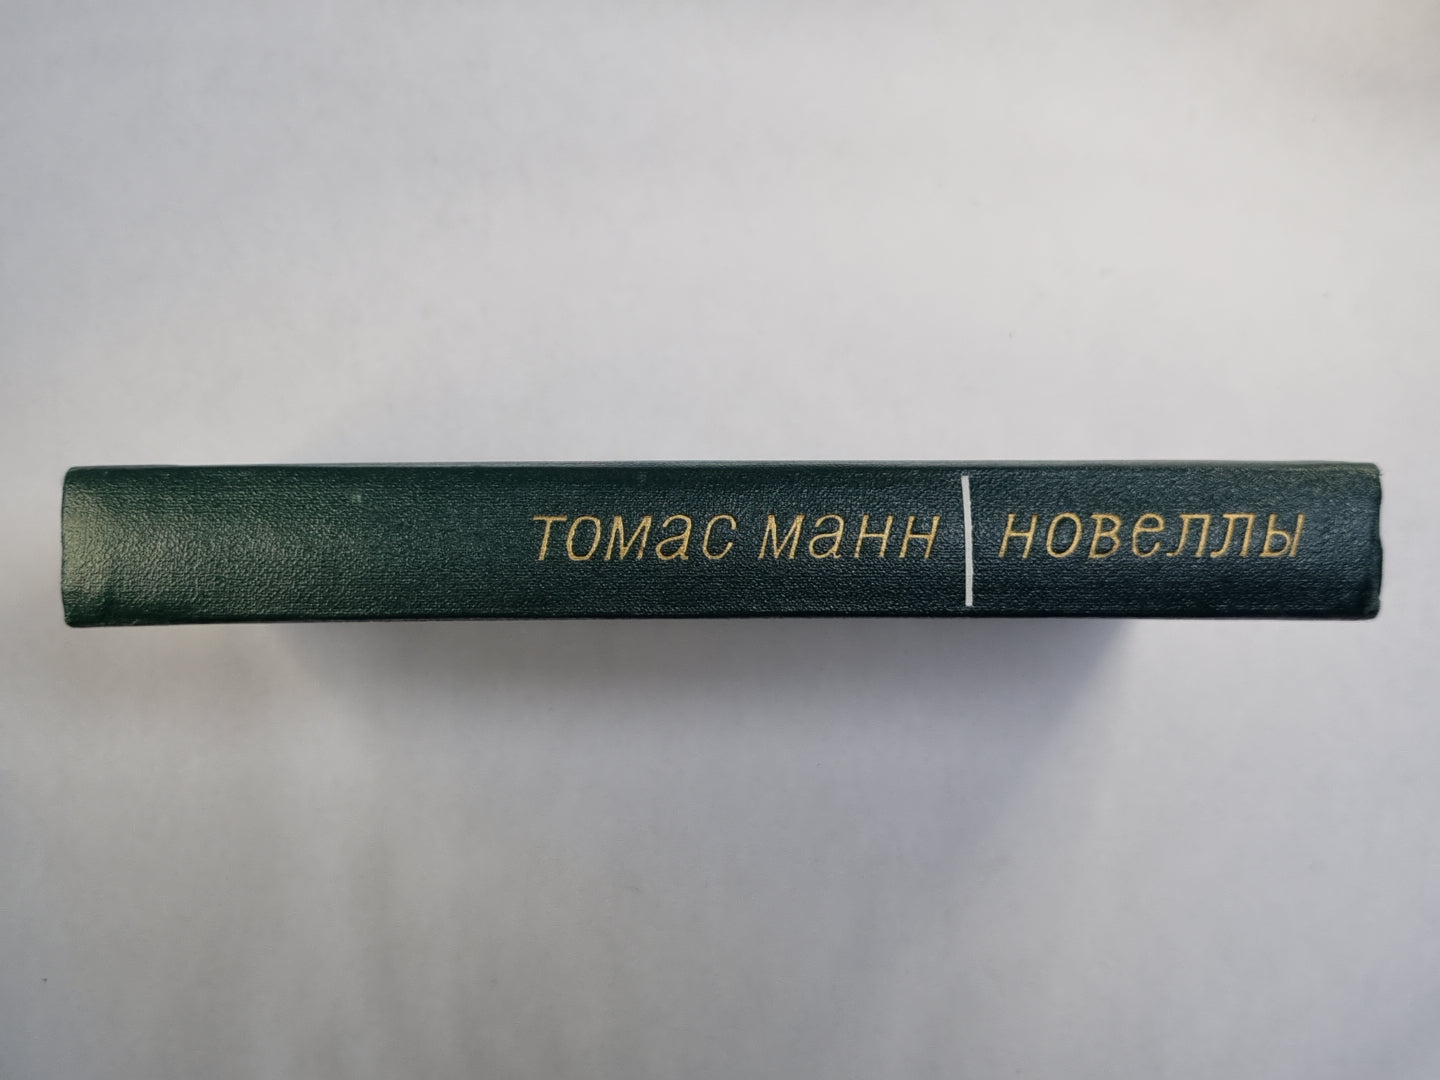 томас манн | новеллы